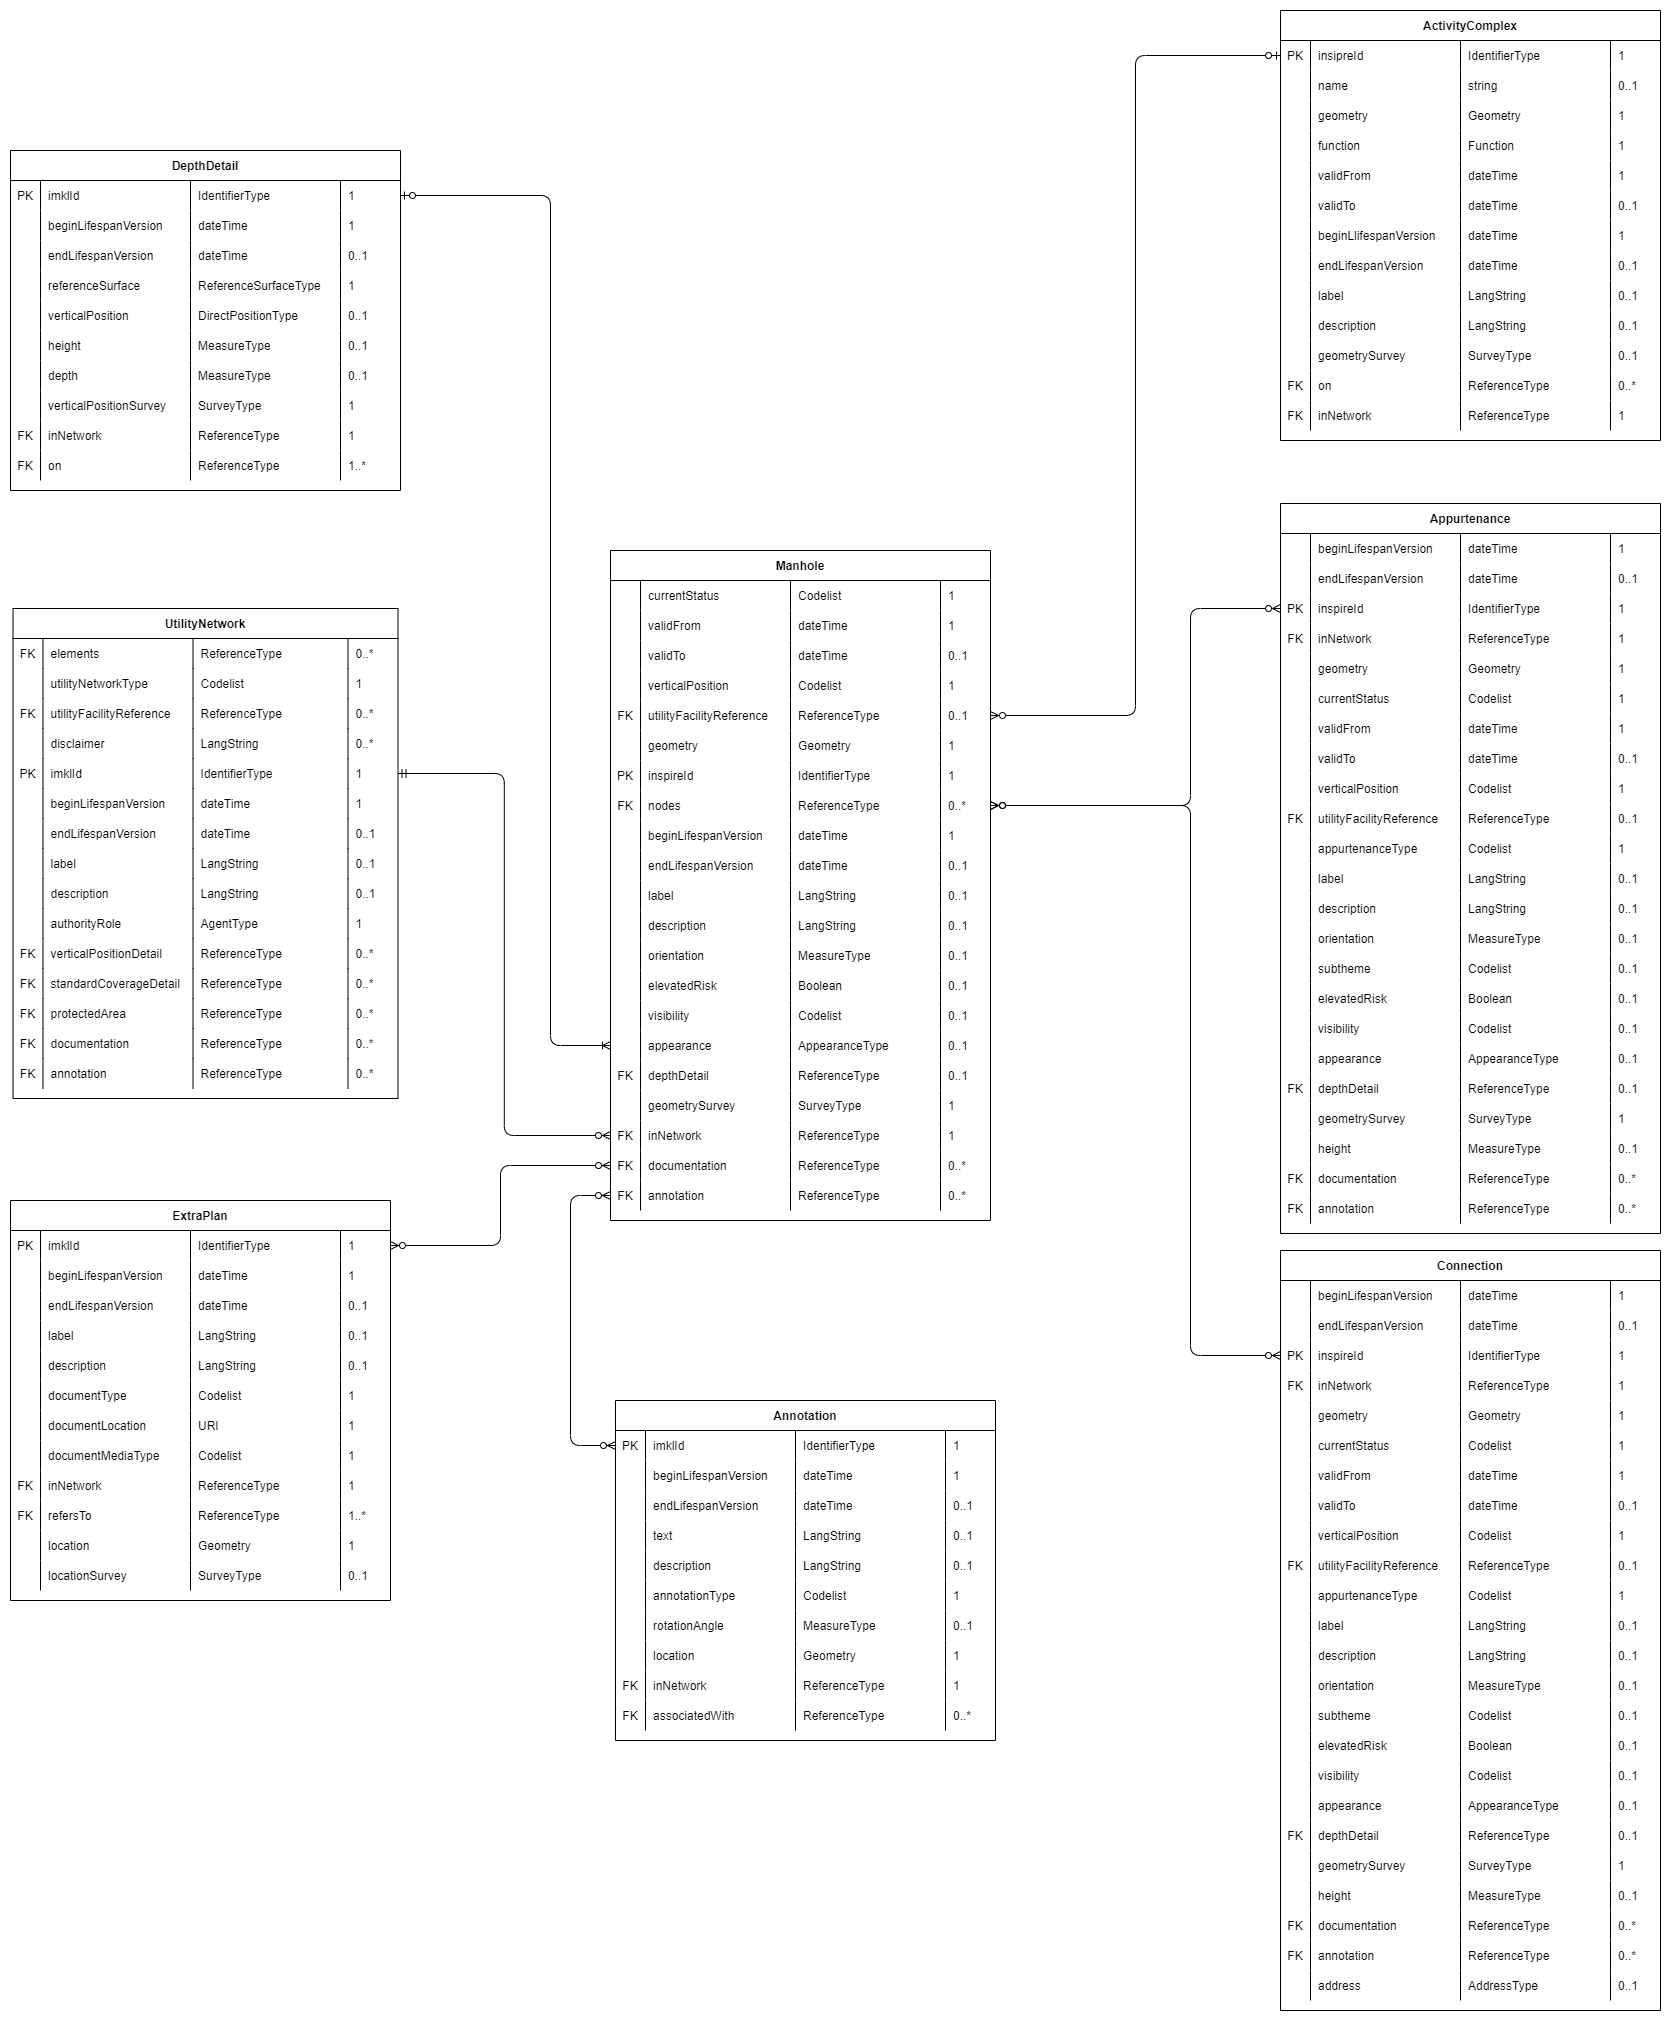 ActivityComplex
PK insipreId IdentifierType 1
name string 0..1
geometry Geometry 1
function Function 1
validFrom dateTime 1
validTo dateTime 0..1
beginLlifespanVersion dateTime 1
endLifespanVersion dateTime 0..1
label LangString 0..1
description LangString 0..1
geometrySurvey SurveyType 0..1
FK on ReferenceType 0..*
FK inNetwork ReferenceType 1
DepthDetail
PK imklId IdentifierType 1
beginLifespanVersion dateTime 1
endLifespanVersion dateTime 0..1
referenceSurface ReferenceSurfaceType 1
verticalPosition DirectPositionType 0..1
height MeasureType 0..1
depth MeasureType 0..1
verticalPositionSurvey SurveyType 1
FK inNetwork ReferenceType 1
FK on ReferenceType 1..*
UtilityNetwork
FK elements ReferenceType 0..*
utilityNetworkType Codelist 1
FK utilityFacilityReference ReferenceType 0..*
disclaimer LangString 0..*
PK imklId IdentifierType 1
beginLifespanVersion dateTime 1
endLifespanVersion dateTime 0..1
label LangString 0..1
description LangString 0..1
authorityRole AgentType 1
FK verticalPositionDetail ReferenceType 0..*
FK standardCoverageDetail ReferenceType 0..*
FK protectedArea ReferenceType 0..*
FK documentation ReferenceType 0..*
FK annotation ReferenceType 0..*
Manhole
currentStatus Codelist 1
validFrom dateTime 1
validTo dateTime 0..1
verticalPosition Codelist 1
FK utilityFacilityReference ReferenceType 0..1
geometry Geometry 1
PK inspireId IdentifierType 1
FK nodes ReferenceType 0..*
beginLifespanVersion dateTime 1
endLifespanVersion dateTime 0..1
label LangString 0..1
description LangString 0..1
orientation MeasureType 0..1
elevatedRisk Boolean 0..1
visibility Codelist 0..1
appearance AppearanceType 0..1
FK depthDetail ReferenceType 0..1
geometrySurvey SurveyType 1
FK inNetwork ReferenceType 1
FK documentation ReferenceType 0..*
FK annotation ReferenceType 0..*
Appurtenance
beginLifespanVersion dateTime 1
endLifespanVersion dateTime 0..1
PK inspireId IdentifierType 1
FK inNetwork ReferenceType 1
geometry Geometry 1
currentStatus Codelist 1
validFrom dateTime 1
validTo dateTime 0..1
verticalPosition Codelist 1
FK utilityFacilityReference ReferenceType 0..1
appurtenanceType Codelist 1
label LangString 0..1
description LangString 0..1
orientation MeasureType 0..1
subtheme Codelist 0..1
elevatedRisk Boolean 0..1
visibility Codelist 0..1
appearance AppearanceType 0..1
FK depthDetail ReferenceType 0..1
geometrySurvey SurveyType 1
height MeasureType 0..1
FK documentation ReferenceType 0..*
FK annotation ReferenceType 0..*
ExtraPlan
PK imklId IdentifierType 1
beginLifespanVersion dateTime 1
endLifespanVersion dateTime 0..1
label LangString 0..1
description LangString 0..1
documentType Codelist 1
documentLocation URI 1
documentMediaType Codelist 1
FK inNetwork ReferenceType 1
FK refersTo ReferenceType 1..*
location Geometry 1
locationSurvey SurveyType 0..1
Annotation
PK imklId IdentifierType 1
beginLifespanVersion dateTime 1
endLifespanVersion dateTime 0..1
text LangString 0..1
description LangString 0..1
annotationType Codelist 1
rotationAngle MeasureType 0..1
location Geometry 1
FK inNetwork ReferenceType 1
FK associatedWith ReferenceType 0..*
Connection
beginLifespanVersion dateTime 1
endLifespanVersion dateTime 0..1
PK inspireId IdentifierType 1
FK inNetwork ReferenceType 1
geometry Geometry 1
currentStatus Codelist 1
validFrom dateTime 1
validTo dateTime 0..1
verticalPosition Codelist 1
FK utilityFacilityReference ReferenceType 0..1
appurtenanceType Codelist 1
label LangString 0..1
description LangString 0..1
orientation MeasureType 0..1
subtheme Codelist 0..1
elevatedRisk Boolean 0..1
visibility Codelist 0..1
appearance AppearanceType 0..1
FK depthDetail ReferenceType 0..1
geometrySurvey SurveyType 1
height MeasureType 0..1
FK documentation ReferenceType 0..*
FK annotation ReferenceType 0..*
address AddressType 0..1